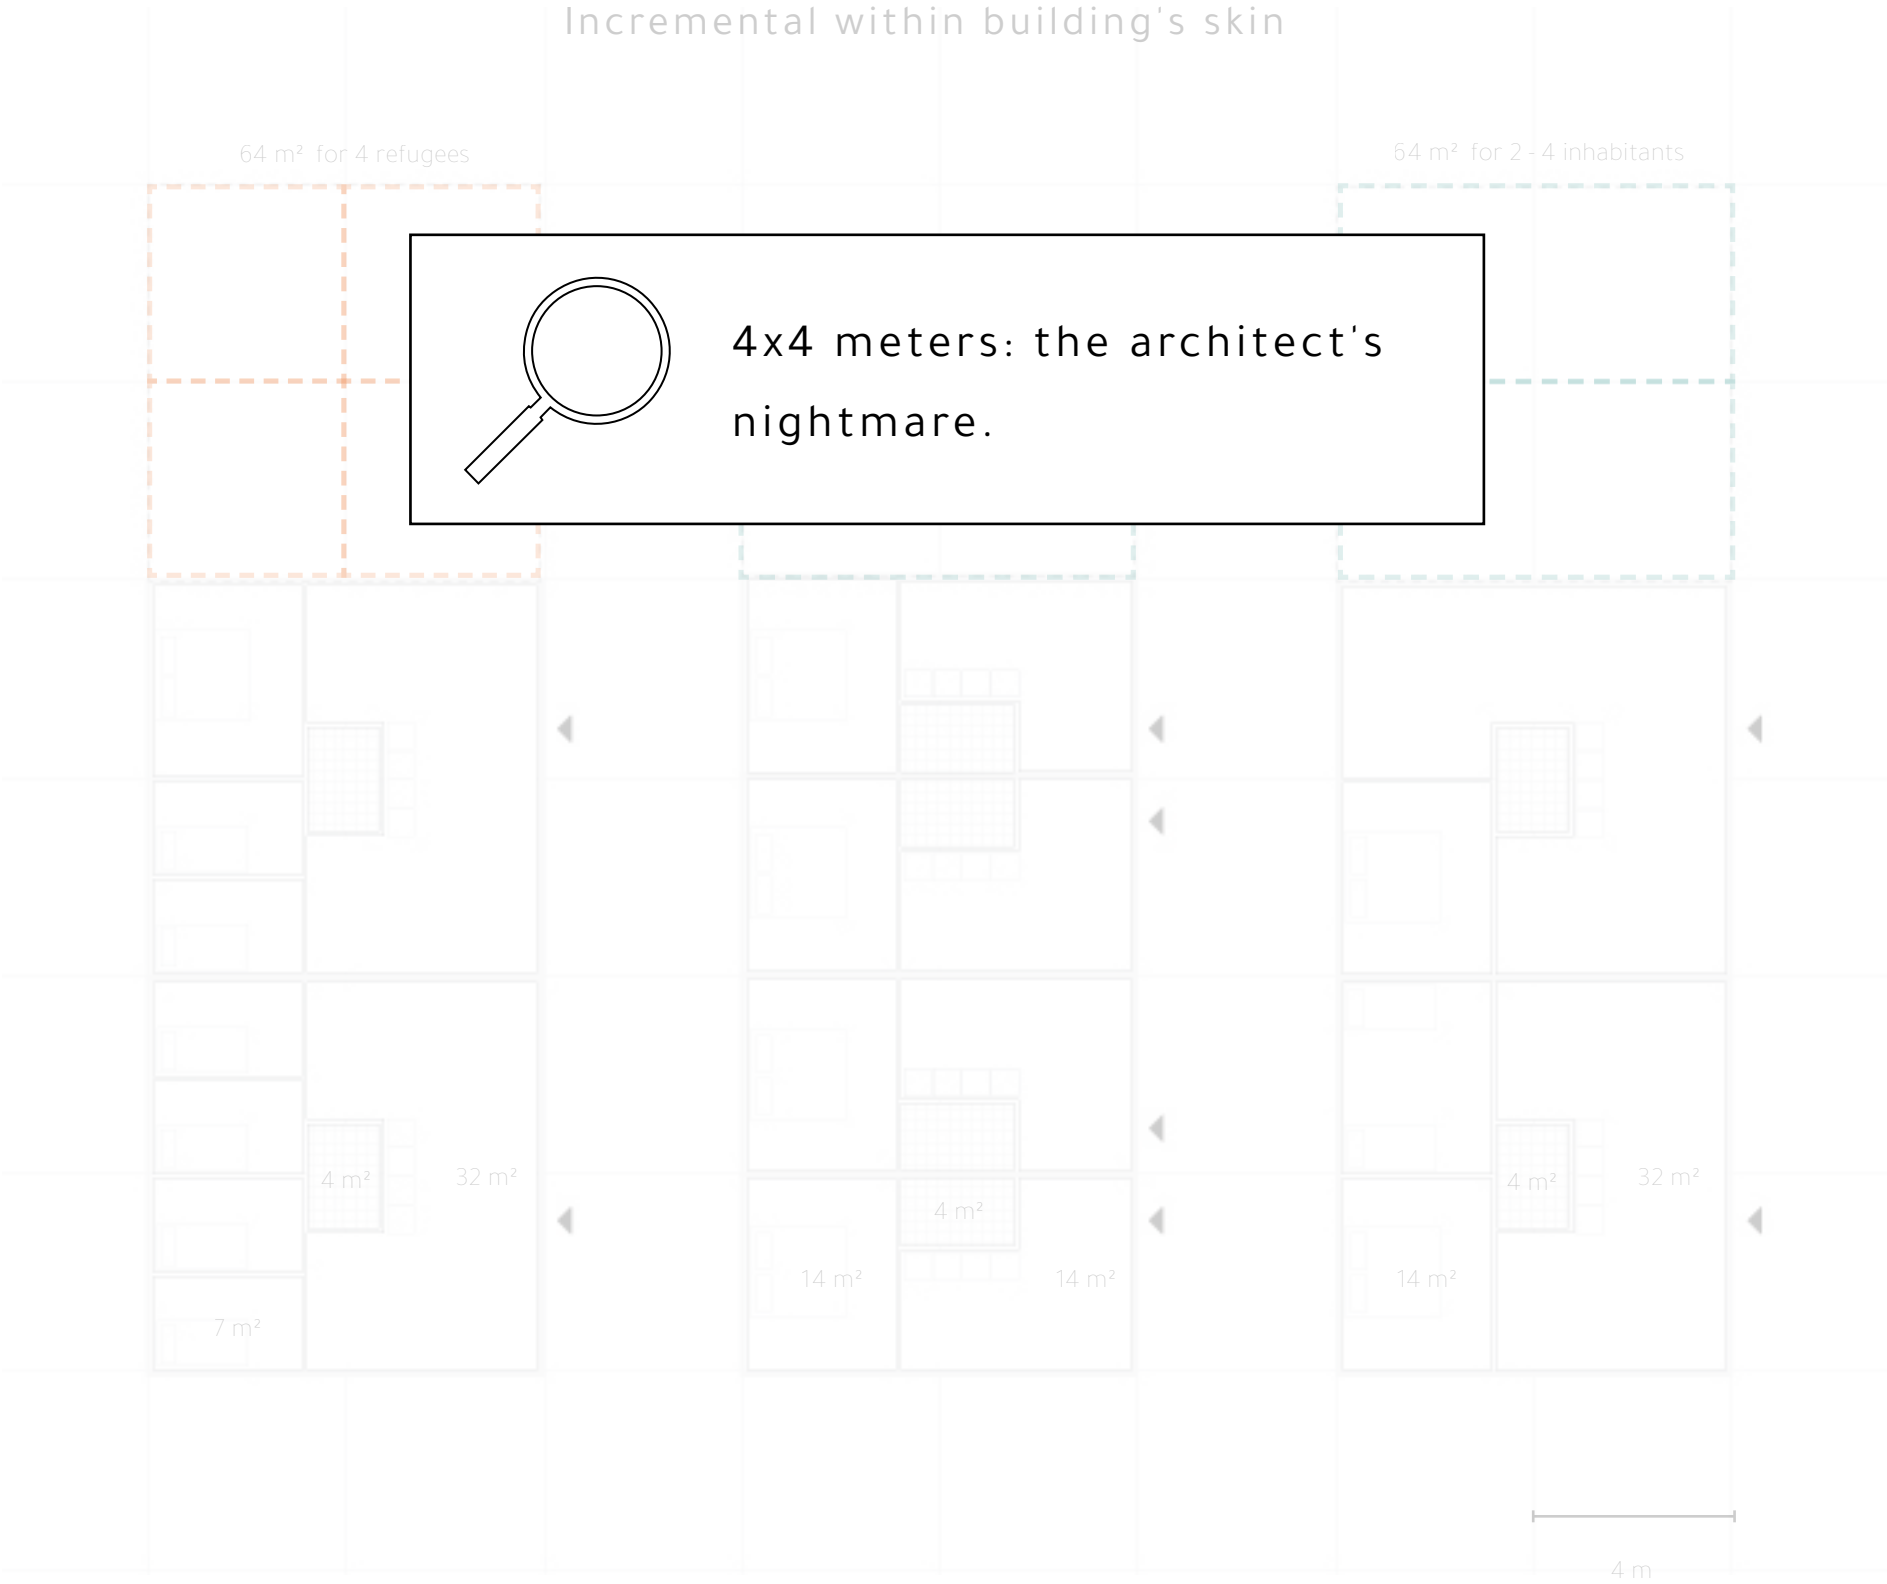 Incremental within building's skin
64 m² for 4 refugees
64 m² for 2 - 4 inhabitants
4x4 meters: the architect's
nightmare.
4 m²
32 m²
4 m²
4 m²
32 m²
14 m²
14 m²
14 m²
7 m²
4 m